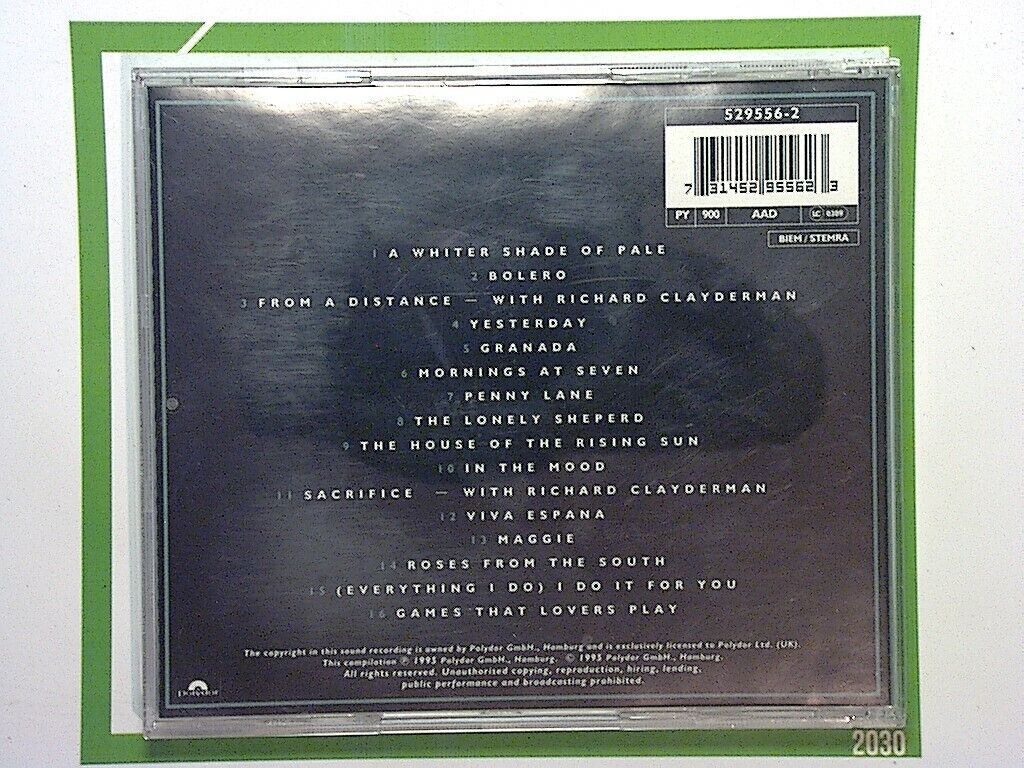 529556-2
7 31452 95562 3
PY 900 AAD LC 0309
BIEM / STEMRA
1 A WHITER SHADE OF PALE
2 BOLERO
3 FROM A DISTANCE — WITH RICHARD CLAYDERMAN
4 YESTERDAY
5 GRANADA
6 MORNINGS AT SEVEN
7 PENNY LANE
8 THE LONELY SHEPERD
9 THE HOUSE OF THE RISING SUN
10 IN THE MOOD
11 SACRIFICE — WITH RICHARD CLAYDERMAN
12 VIVA ESPANA
13 MAGGIE
14 ROSES FROM THE SOUTH
15 (EVERYTHING I DO) I DO IT FOR YOU
16 GAMES THAT LOVERS PLAY
The copyright in this sound recording is owned by Polydor GmbH., Hamburg and is exclusively licensed to Polydor Ltd. (UK).
This compilation ℗ 1995 Polydor GmbH., Hamburg. © 1995 Polydor GmbH., Hamburg.
All rights reserved. Unauthorised copying, reproduction, hiring, lending,
public performance and broadcasting prohibited.
Polydor
2030